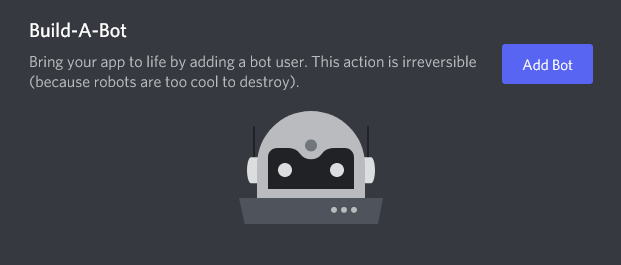 Build-A-Bot
Bring your app to life by adding a bot user. This action is irreversible
(because robots are too cool to destroy).
Add Bot